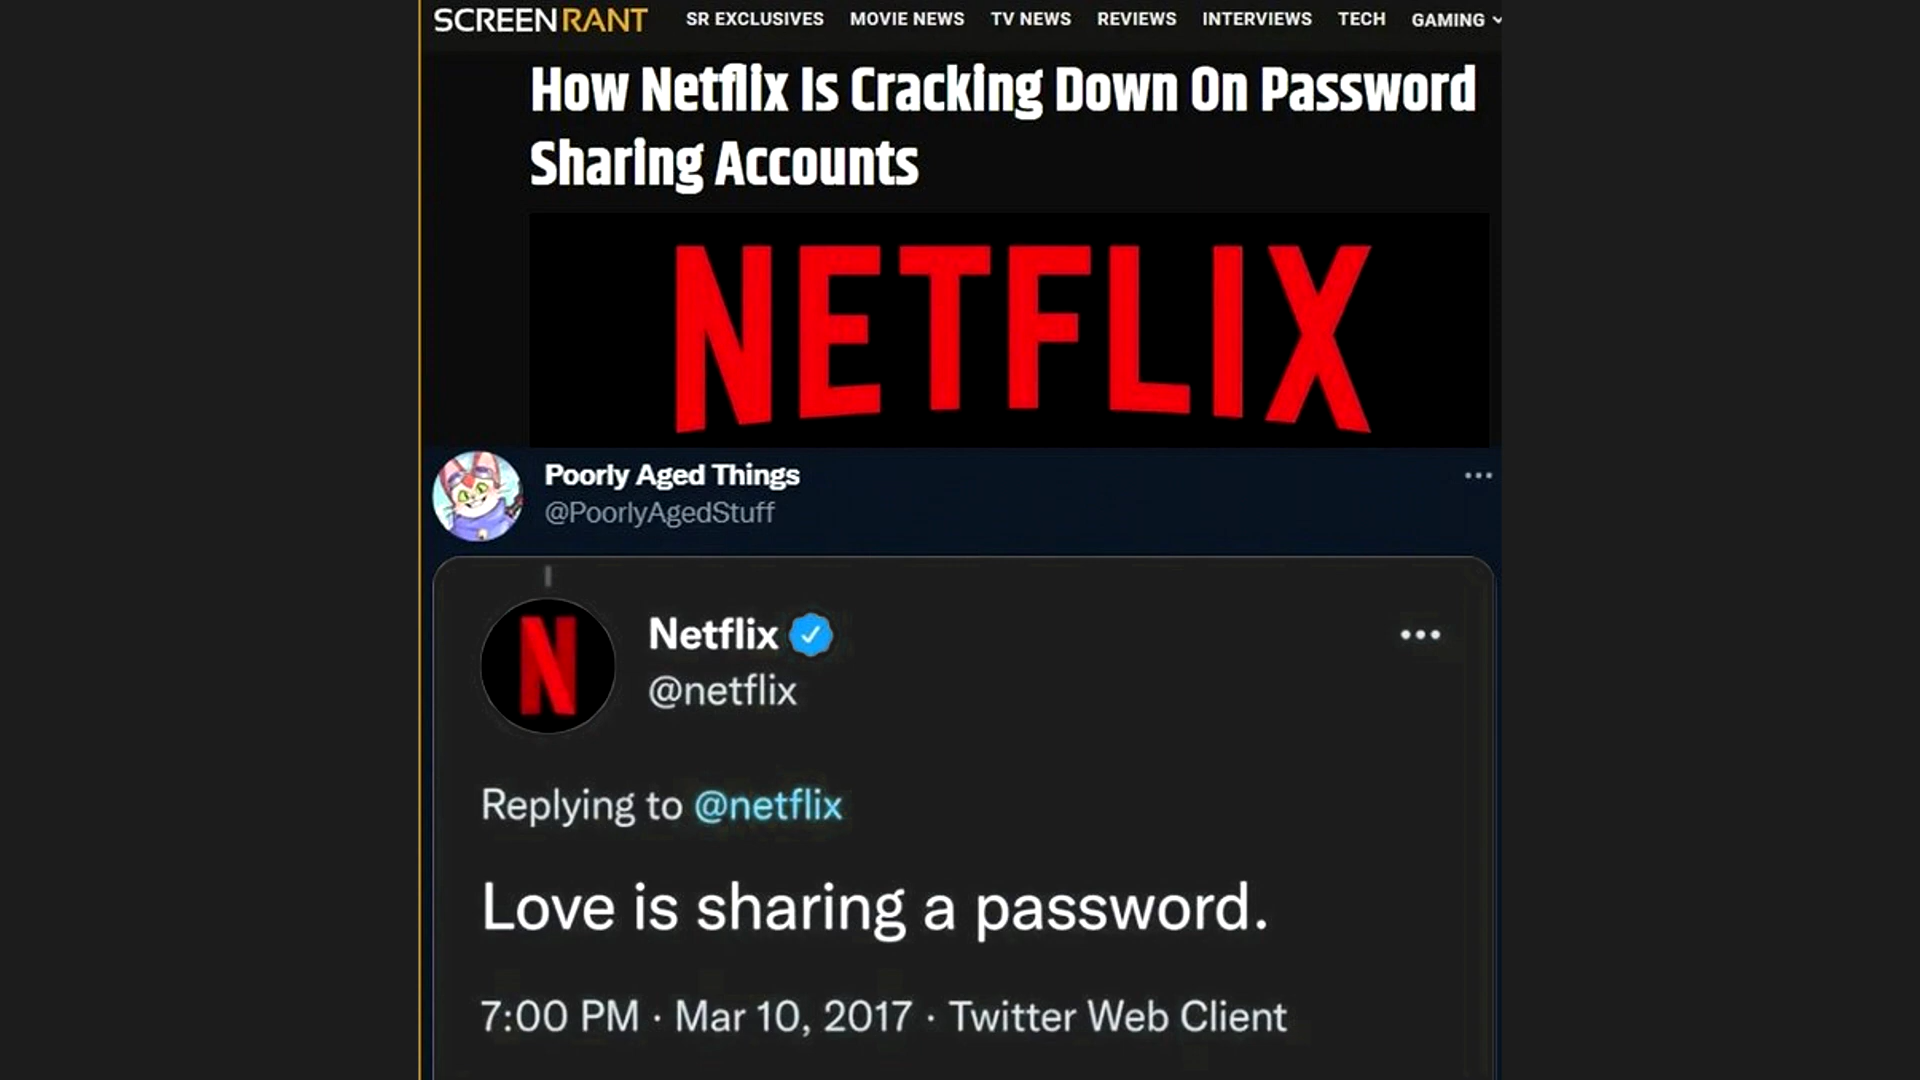 SCREENRANT SR EXCLUSIVES MOVIE NEWS TV NEWS REVIEWS INTERVIEWS TECH GAMING
How Netflix Is Cracking Down On Password
Sharing Accounts
NETFLIX
Poorly Aged Things
@PoorlyAgedStuff
N
Netflix
@netflix
Replying to @netflix
Love is sharing a password.
7:00 PM · Mar 10, 2017 · Twitter Web Client